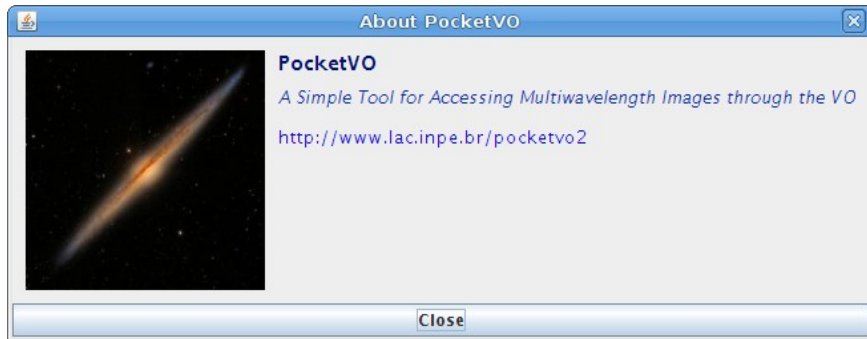 About PocketVO
PocketVO
A Simple Tool for Accessing Multiwavelength Images through the VO
http://www.lac.inpe.br/pocketvo2
Close